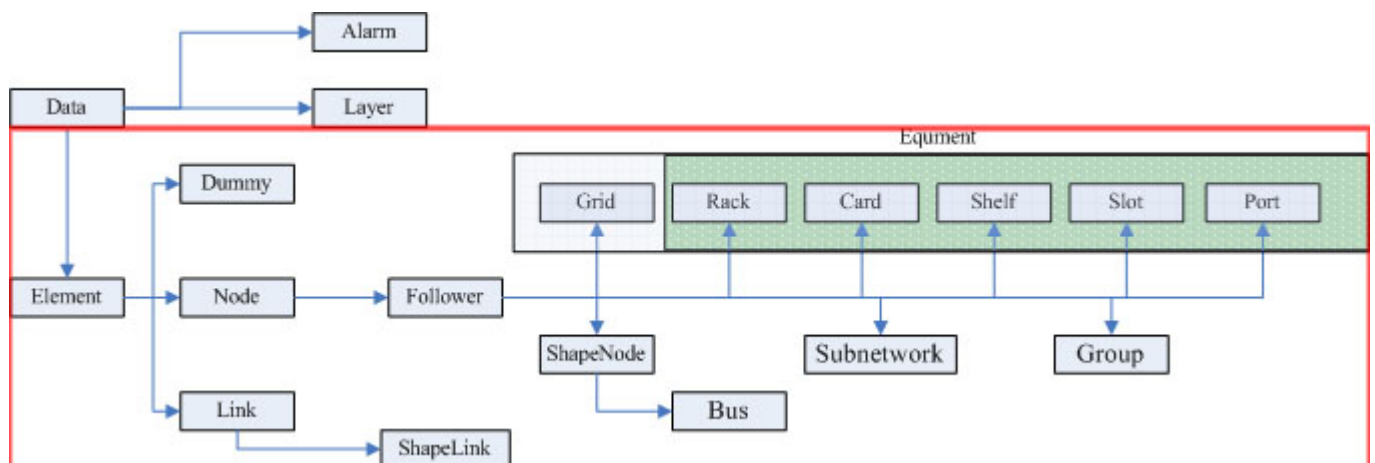 Alarm
Data
Layer
Equment
Dummy
Grid
Rack
Card
Shelf
Slot
Port
Element
Node
Follower
ShapeNode
Subnetwork
Group
Link
Bus
ShapeLink